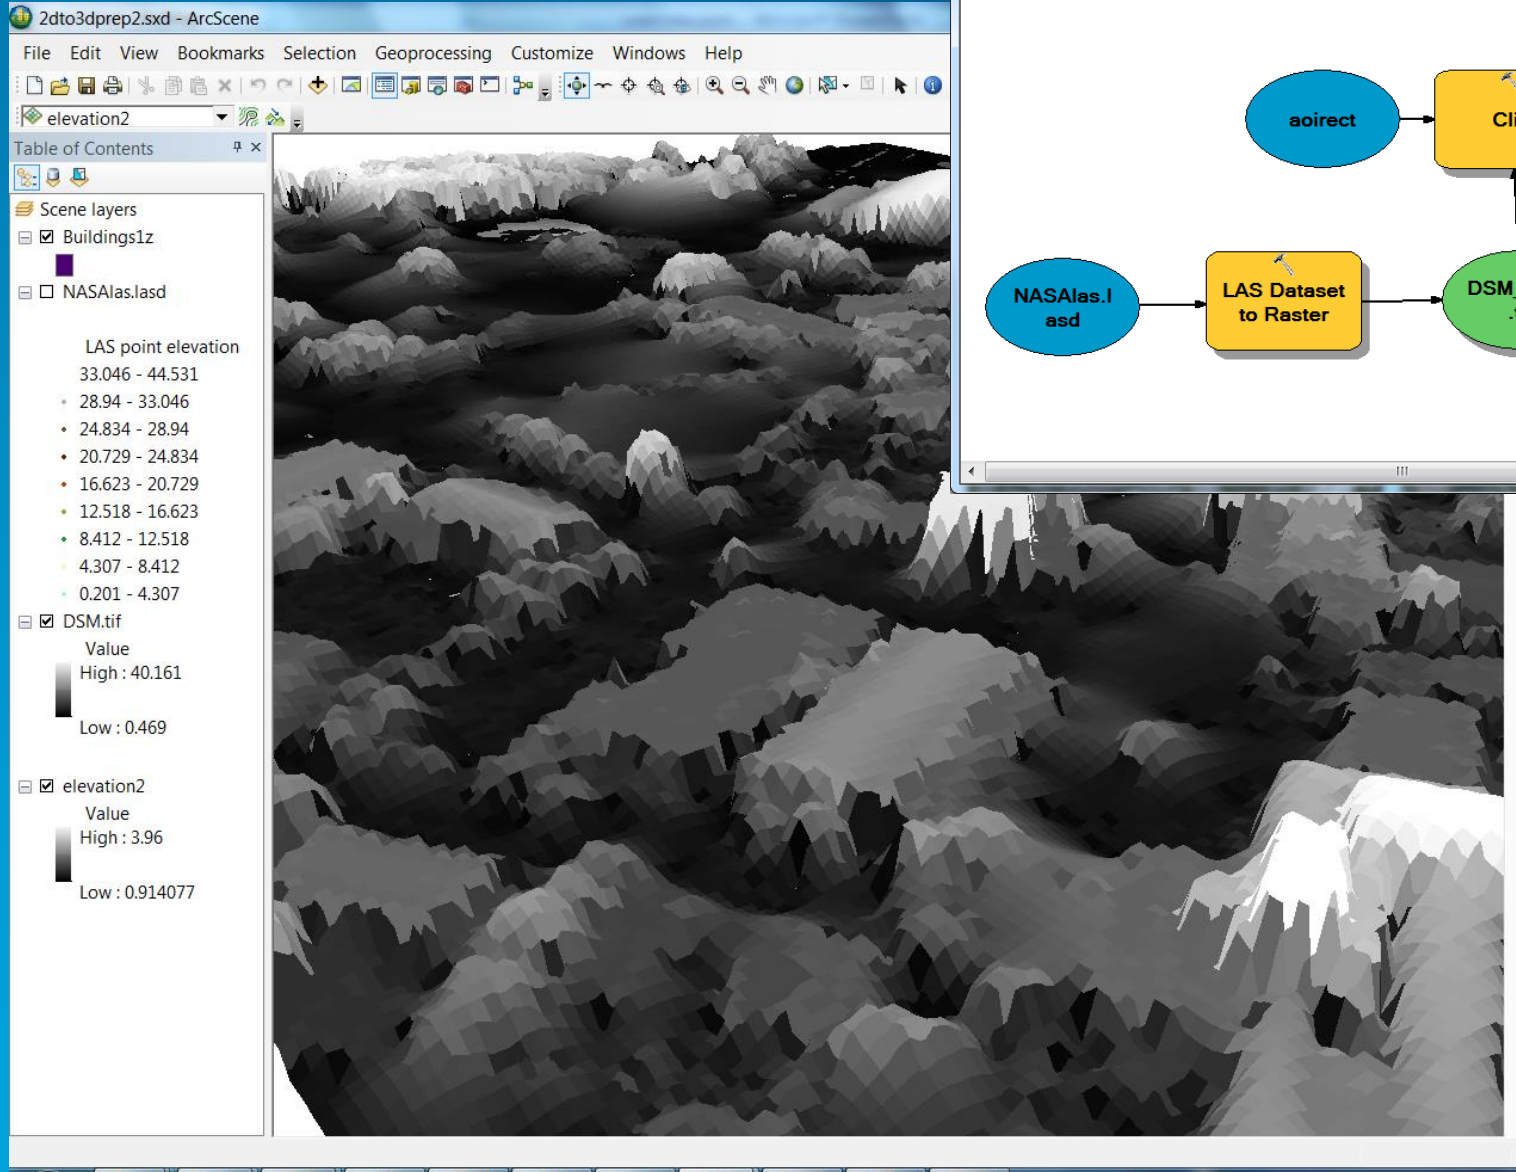 2dto3dprep2.sxd - ArcScene
File Edit View Bookmarks Selection Geoprocessing Customize Windows Help
elevation2
Table of Contents
Scene layers
Buildings1z
NASAlas.lasd
LAS point elevation
33.046 - 44.531
28.94 - 33.046
24.834 - 28.94
20.729 - 24.834
16.623 - 20.729
12.518 - 16.623
8.412 - 12.518
4.307 - 8.412
0.201 - 4.307
DSM.tif
Value
High : 40.161
Low : 0.469
elevation2
Value
High : 3.96
Low : 0.914077
aoirect
Cli
NASAlas.l
asd
LAS Dataset
to Raster
DSM_